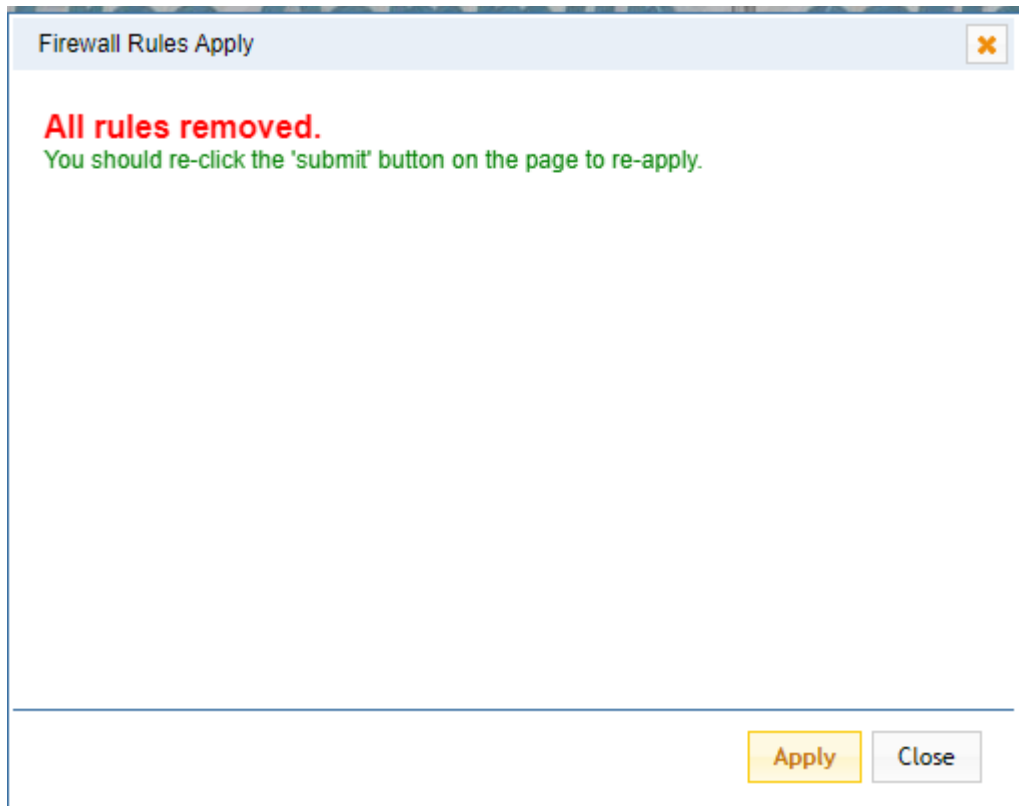 Firewall Rules Apply
All rules removed.
You should re-click the 'submit' button on the page to re-apply.
Apply
Close